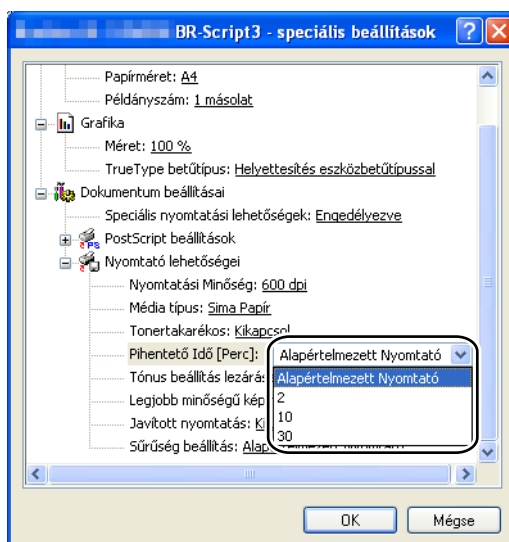 BR-Script3 - speciális beállítások
Papírméret: A4
Példányszám: 1 másolat
Grafika
Méret: 100 %
TrueType betűtípus: Helyettesítés eszközbetűtípussal
Dokumentum beállításai
Speciális nyomtatási lehetőségek: Engedélyezve
PostScript beállítások
Nyomtató lehetőségei
Nyomtatási Minőség: 600 dpi
Média típus: Sima Papír
Tonertakarékos: Kikapcsol
Pihentető Idő [Perc]: Alapértelmezett Nyomtató
Tónus beállítás lezárás Alapértelmezett Nyomtató
Legjobb minőségű kép 2
Javított nyomtatás: Ki 10
30
Sűrűség beállítás: Alap
OK Mégse